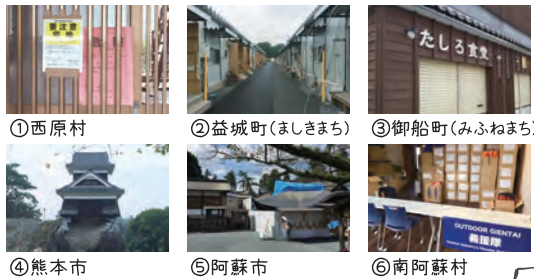 要注意
①西原村
②益城町(ましきまち)
③御船町(みふねまち)
たしろ食堂
④熊本市
⑤阿蘇市
⑥南阿蘇村
OUTDOOR GIENTAI
義援隊